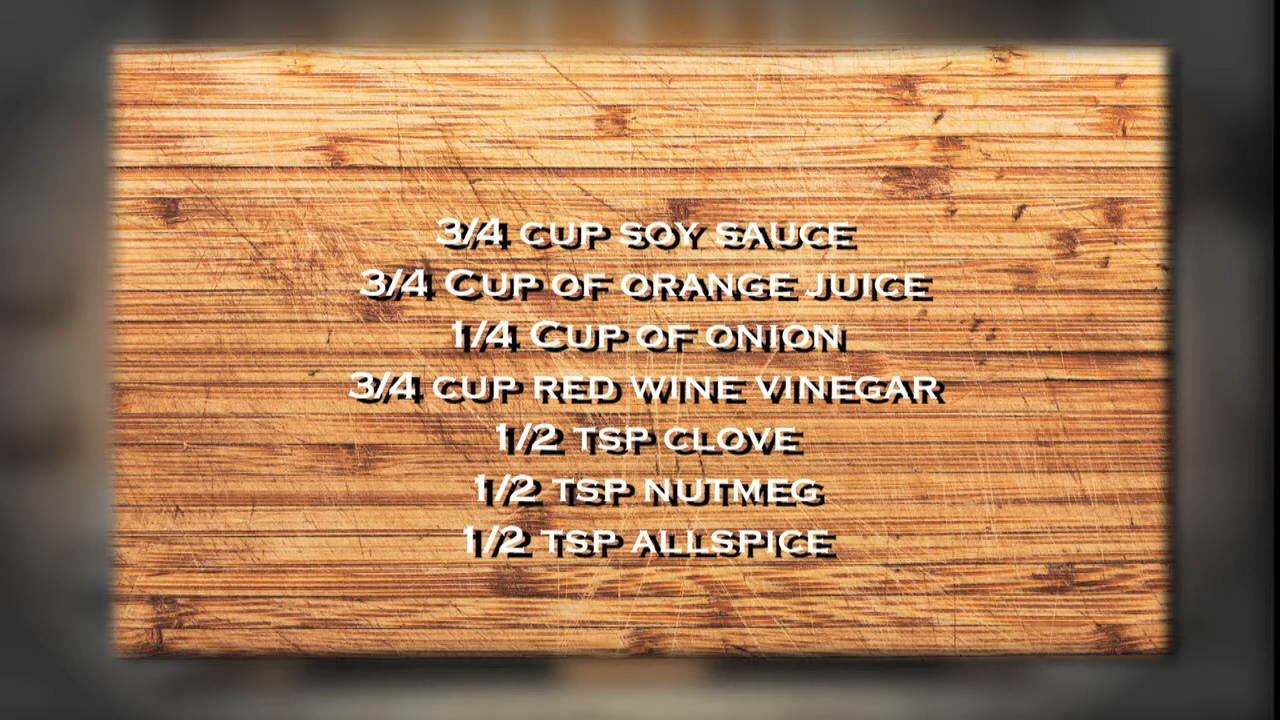 3/4 CUP SOY SAUCE
3/4 CUP OF ORANGE JUICE
1/4 CUP OF ONION
3/4 CUP RED WINE VINEGAR
1/2 TSP CLOVE
1/2 TSP NUTMEG
1/2 TSP ALLSPICE